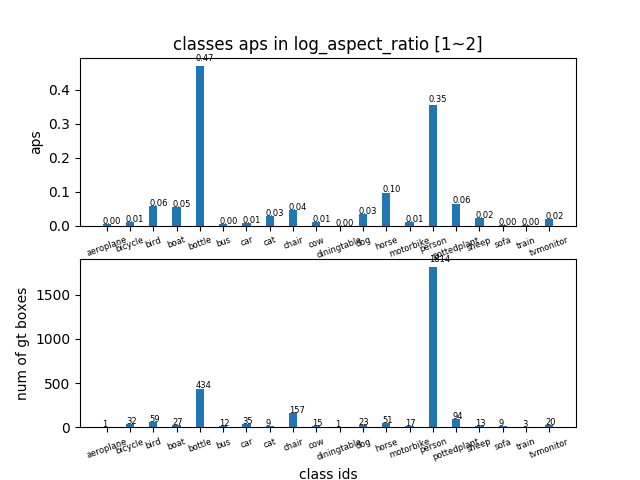 classes aps in log_aspect_ratio [1~2]
aps
0.4
0.3
0.2
0.1
0.0
0.00 0.01 0.06 0.05 0.47 0.00 0.01 0.03 0.04 0.01 0.00 0.03 0.10 0.01 0.35 0.06 0.02 0.00 0.00 0.02
aeroplane bicycle bird boat bottle bus car cat chair cow diningtable dog horse motorbike person pottedplant sheep sofa train tvmonitor
num of gt boxes
1500
1000
500
0
1 32 59 27 434 12 35 9 157 15 1 23 51 17 1814 94 13 9 3 20
aeroplane bicycle bird boat bottle bus car cat chair cow diningtable dog horse motorbike person pottedplant sheep sofa train tvmonitor
class ids